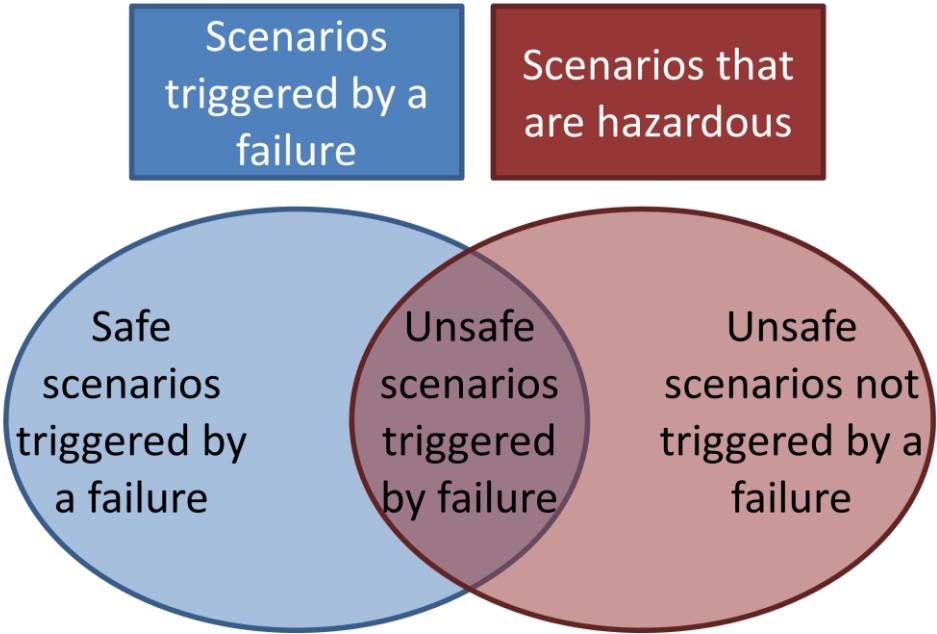 Scenarios
triggered by a
failure
Scenarios that
are hazardous
Safe
scenarios
triggered by
a failure
Unsafe
scenarios
triggered
by failure
Unsafe
scenarios not
triggered by a
failure